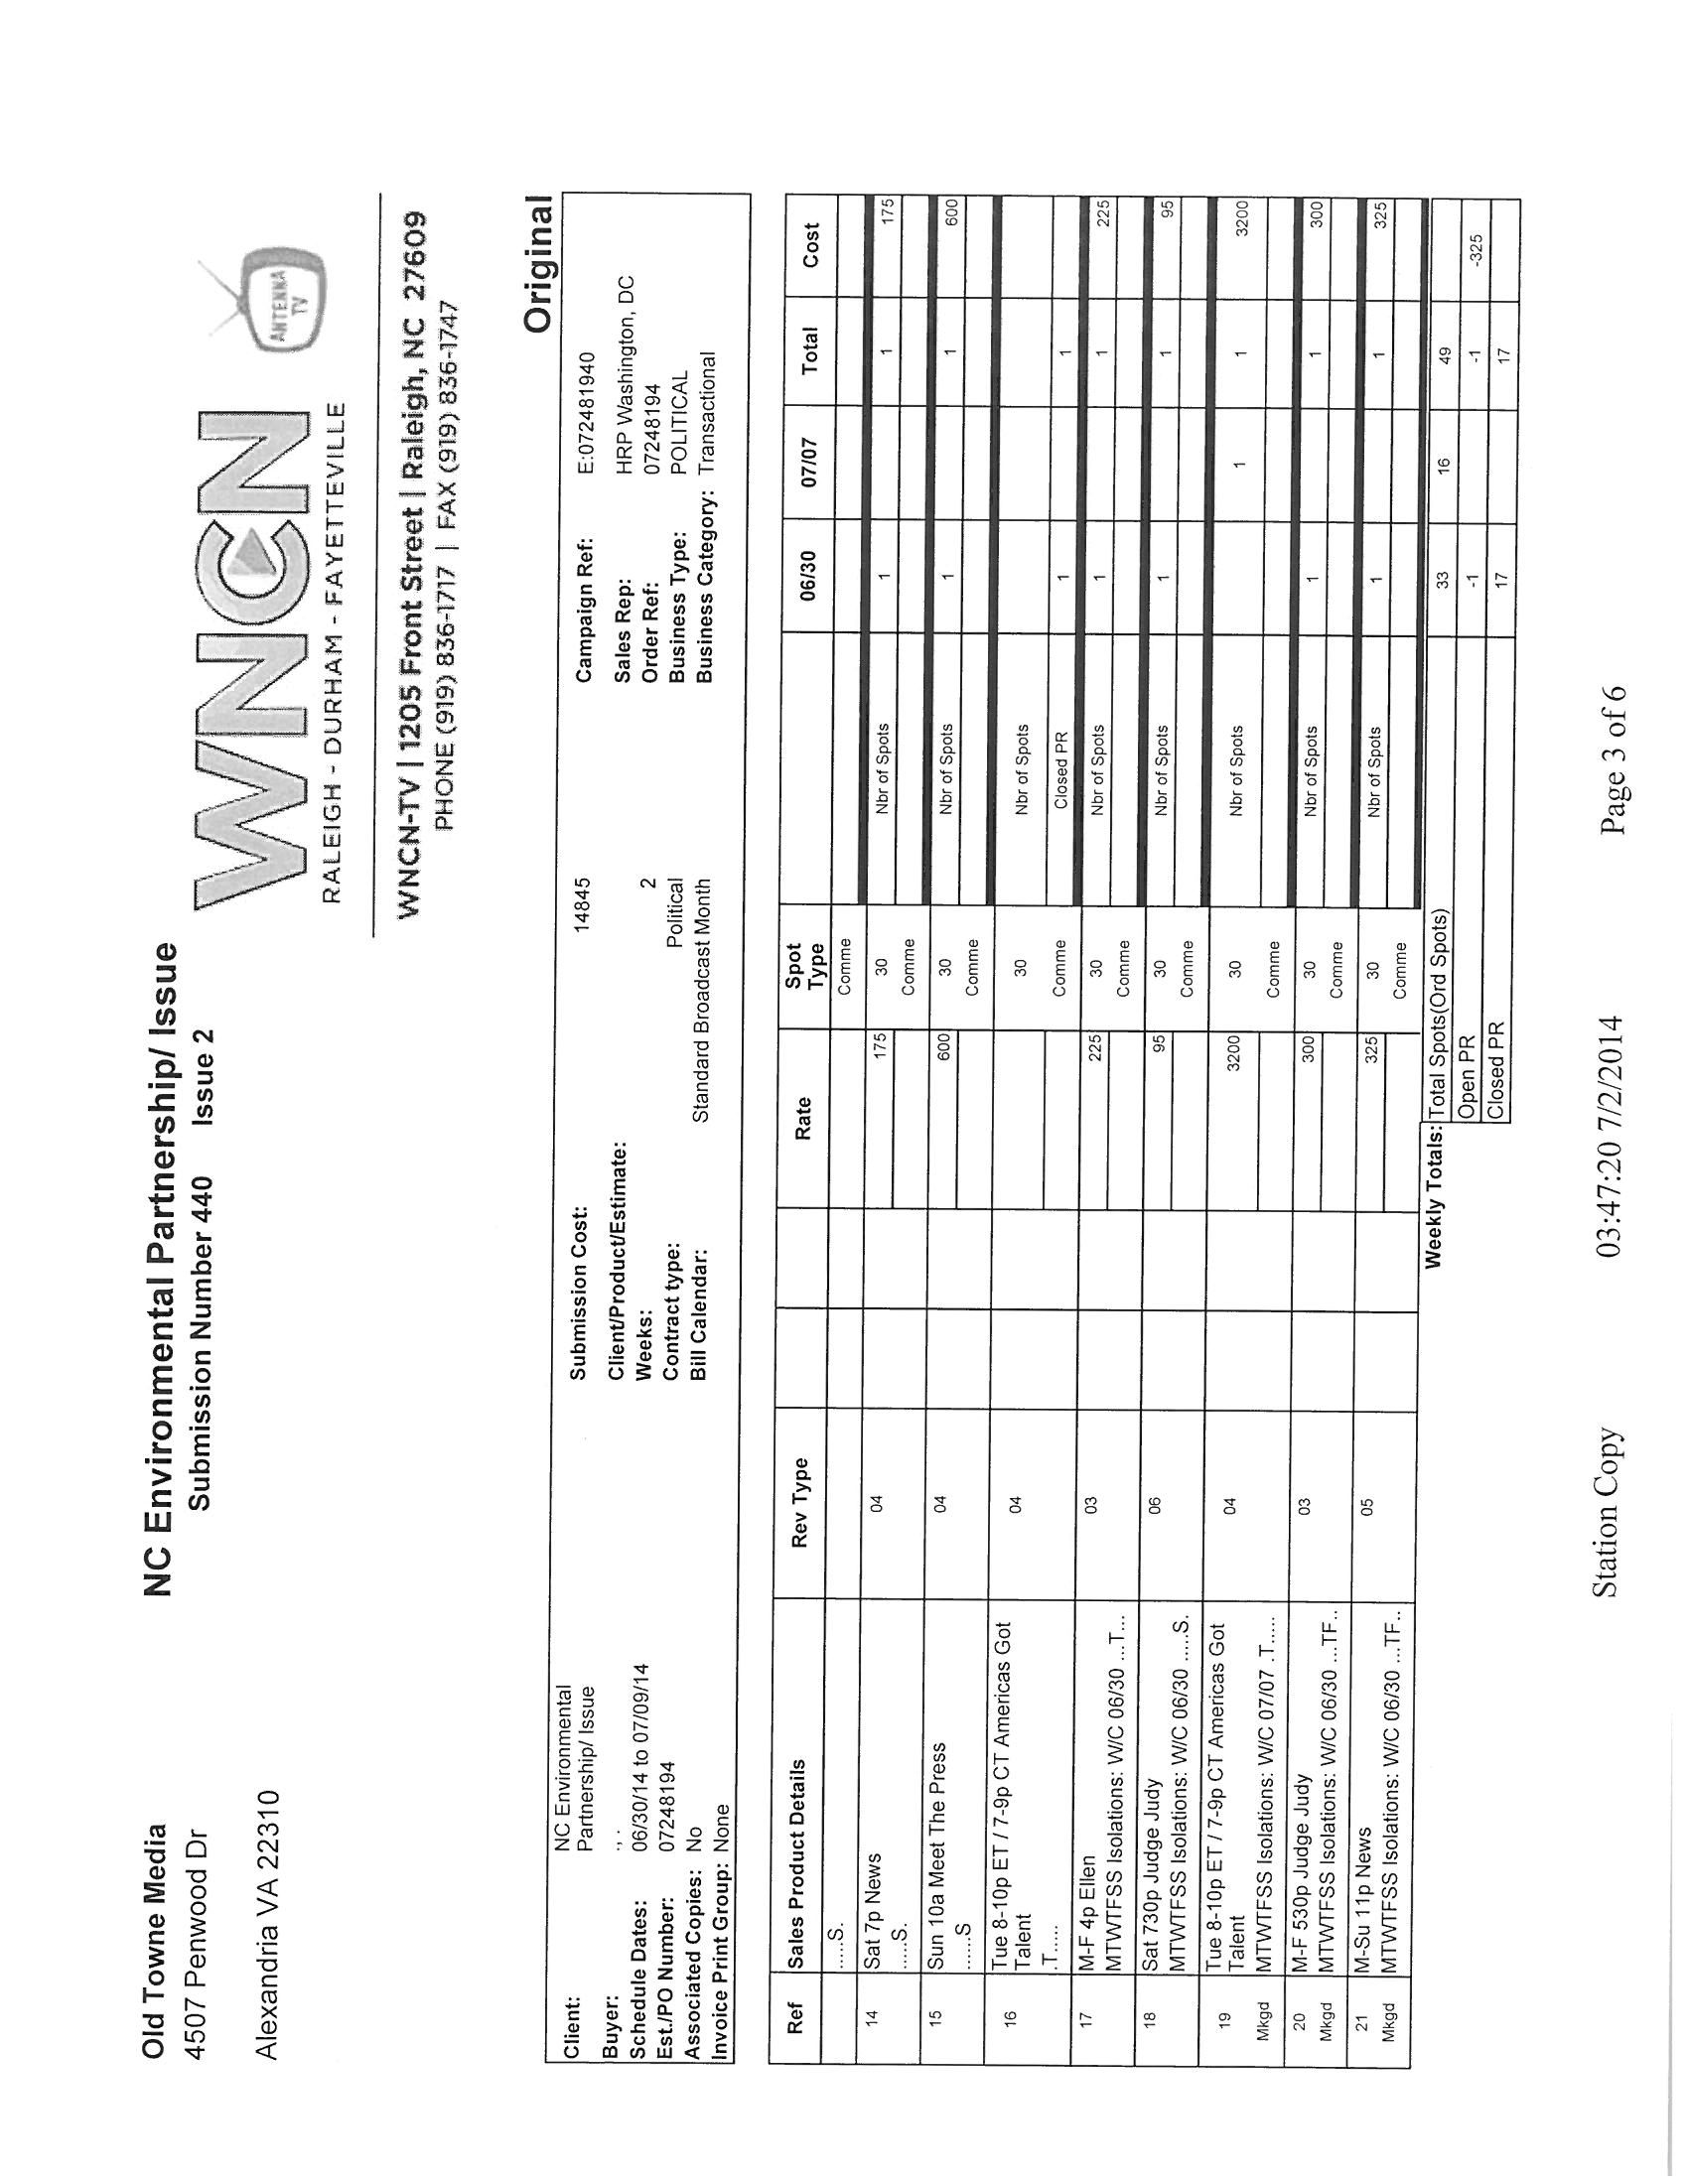 Old Towne Media
4507 Penwood Dr
Alexandria VA 22310
NC Environmental Partnership/ Issue
Submission Number 440 Issue 2
WNCN
ANTENNA
TV
RALEIGH - DURHAM - FAYETTEVILLE
WNCN-TV | 1205 Front Street | Raleigh, NC 27609
PHONE (919) 836-1717 | FAX (919) 836-1747
Original
Client: NC Environmental Partnership/ Issue Submission Cost: 14845 Campaign Ref: E:072481940
Buyer: ., . Client/Product/Estimate: Sales Rep: HRP Washington, DC
Schedule Dates: 06/30/14 to 07/09/14 Weeks: 2 Order Ref: 07248194
Est./PO Number: 07248194 Contract type: Political Business Type: POLITICAL
Associated Copies: No Bill Calendar: Standard Broadcast Month Business Category: Transactional
Invoice Print Group: None
Ref Sales Product Details Rev Type Rate Spot Type 06/30 07/07 Total Cost
.....S. Comme
14 Sat 7p News 04 175 30 Nbr of Spots 1 1 175
.....S. Comme
15 Sun 10a Meet The Press 04 600 30 Nbr of Spots 1 1 600
......S Comme
16 Tue 8-10p ET / 7-9p CT Americas Got Talent 04 30 Nbr of Spots
.T..... Comme Closed PR 1 1
17 M-F 4p Ellen 03 225 30 Nbr of Spots 1 1 225
MTWTFSS Isolations: W/C 06/30 ...T... Comme
18 Sat 730p Judge Judy 06 95 30 Nbr of Spots 1 1 95
MTWTFSS Isolations: W/C 06/30 .....S. Comme
19 Tue 8-10p ET / 7-9p CT Americas Got Talent 04 3200 30 Nbr of Spots 1 1 3200
Mkgd MTWTFSS Isolations: W/C 07/07 .T..... Comme
20 M-F 530p Judge Judy 03 300 30 Nbr of Spots 1 1 300
Mkgd MTWTFSS Isolations: W/C 06/30 ...TF.. Comme
21 M-Su 11p News 05 325 30 Nbr of Spots 1 1 325
Mkgd MTWTFSS Isolations: W/C 06/30 ...TF.. Comme
Weekly Totals: Total Spots(Ord Spots) 33 16 49
Open PR -1 -1 -325
Closed PR 17 17
Station Copy 03:47:20 7/2/2014 Page 3 of 6